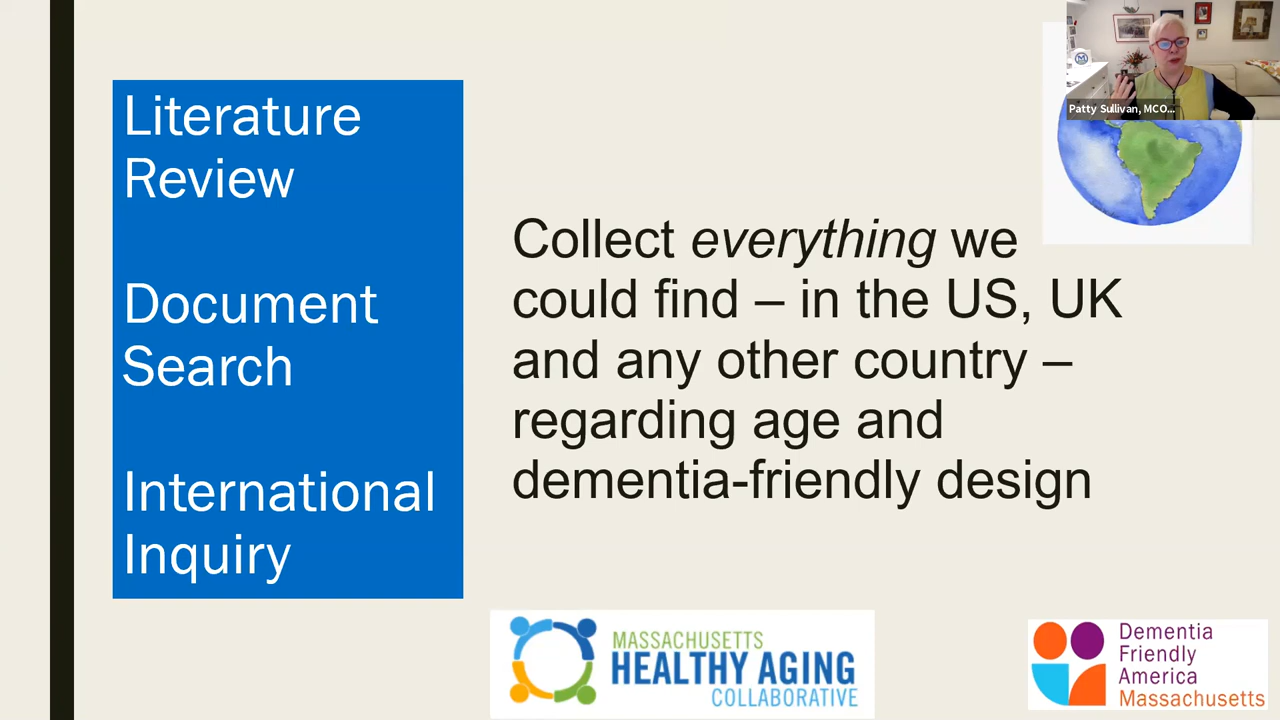 Literature
Review
Document
Search
International
Inquiry
Collect everything we
could find – in the US, UK
and any other country –
regarding age and
dementia-friendly design
Patty Sullivan, MCO...
MASSACHUSETTS
HEALTHY AGING
COLLABORATIVE
Dementia
Friendly
America
Massachusetts